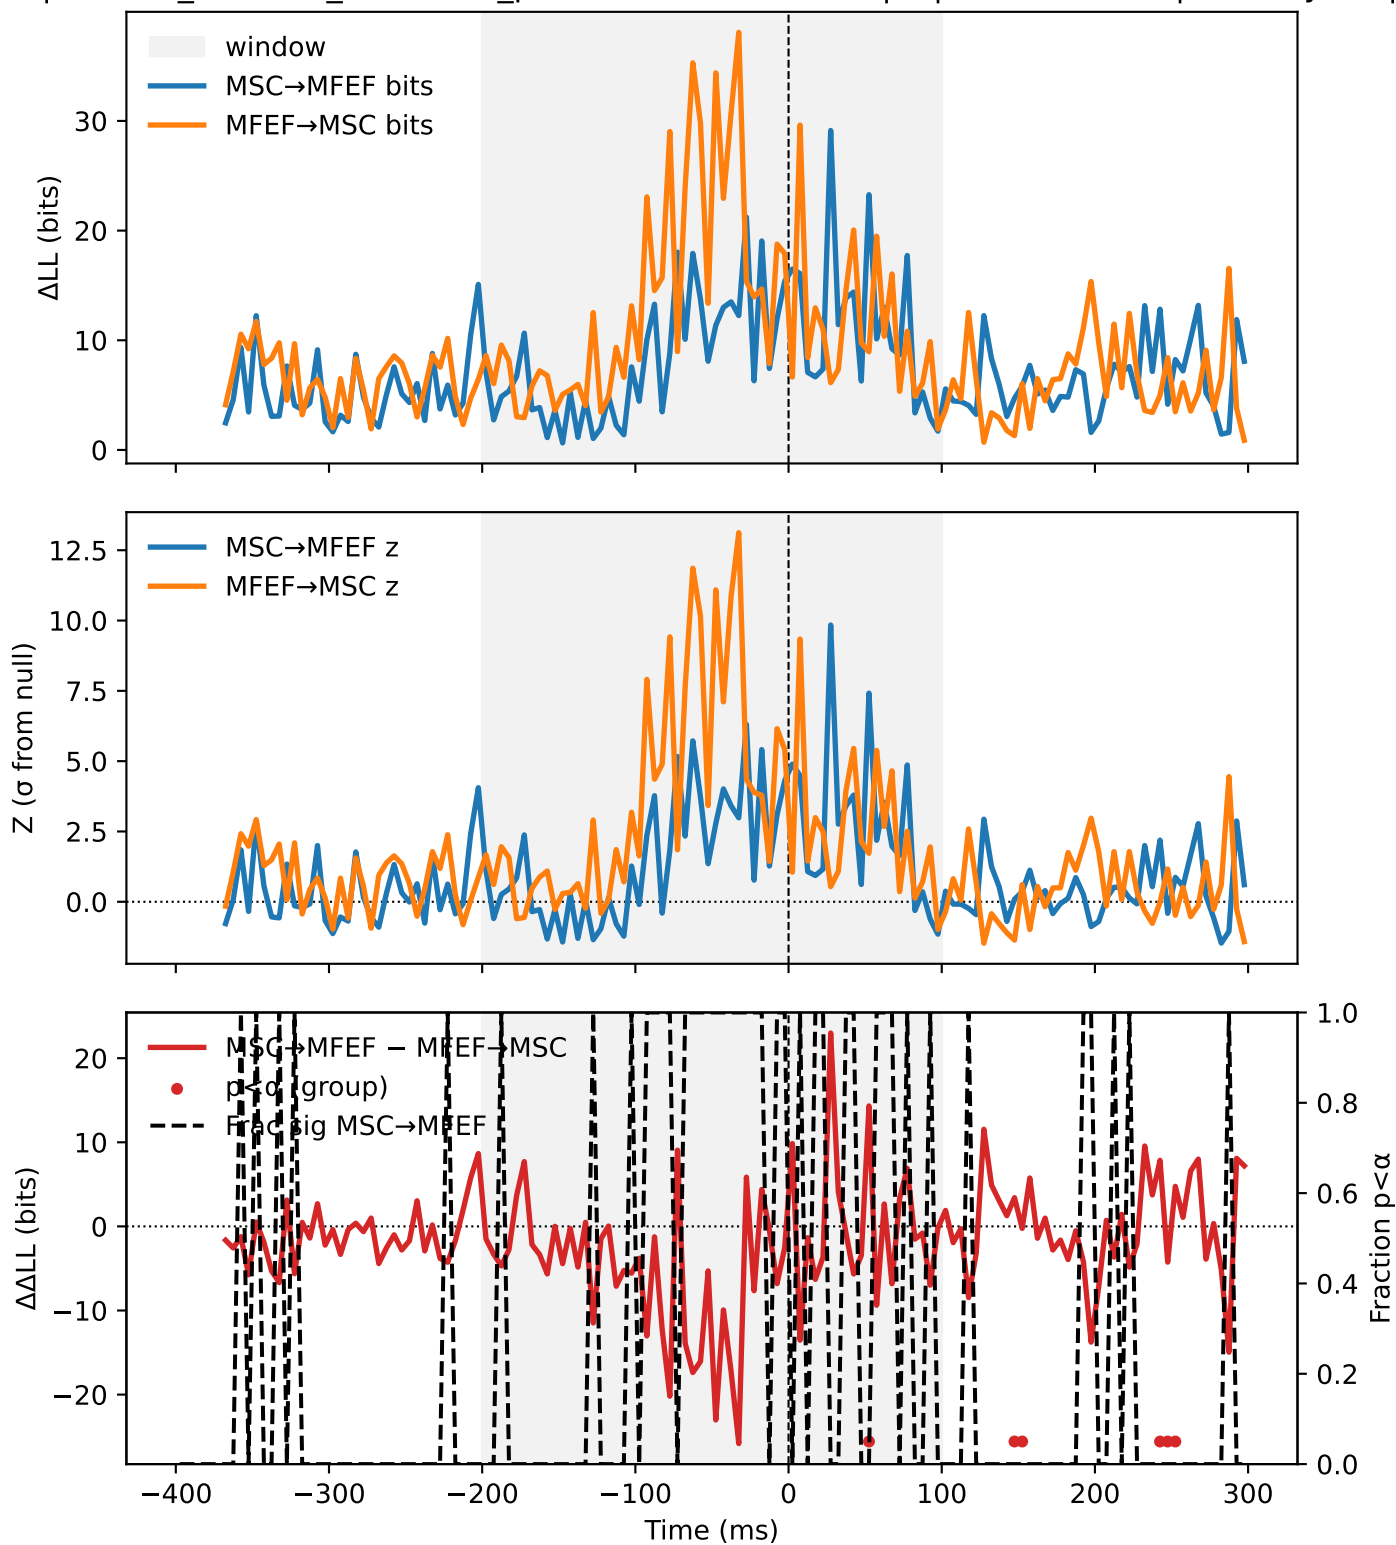 window
MSC→MFEF bits
MFEF→MSC bits
ΔLL (bits)
30
20
10
0
MSC→MFEF z
MFEF→MSC z
Z (σ from null)
12.5
10.0
7.5
5.0
2.5
0.0
MSC→MFEF − MFEF→MSC
p<α (group)
Frac sig MSC→MFEF
ΔΔLL (bits)
20
10
0
−10
−20
1.0
0.8
0.6
0.4
0.2
0.0
Fraction p<α
−400 −300 −200 −100 0 100 200 300
Time (ms)